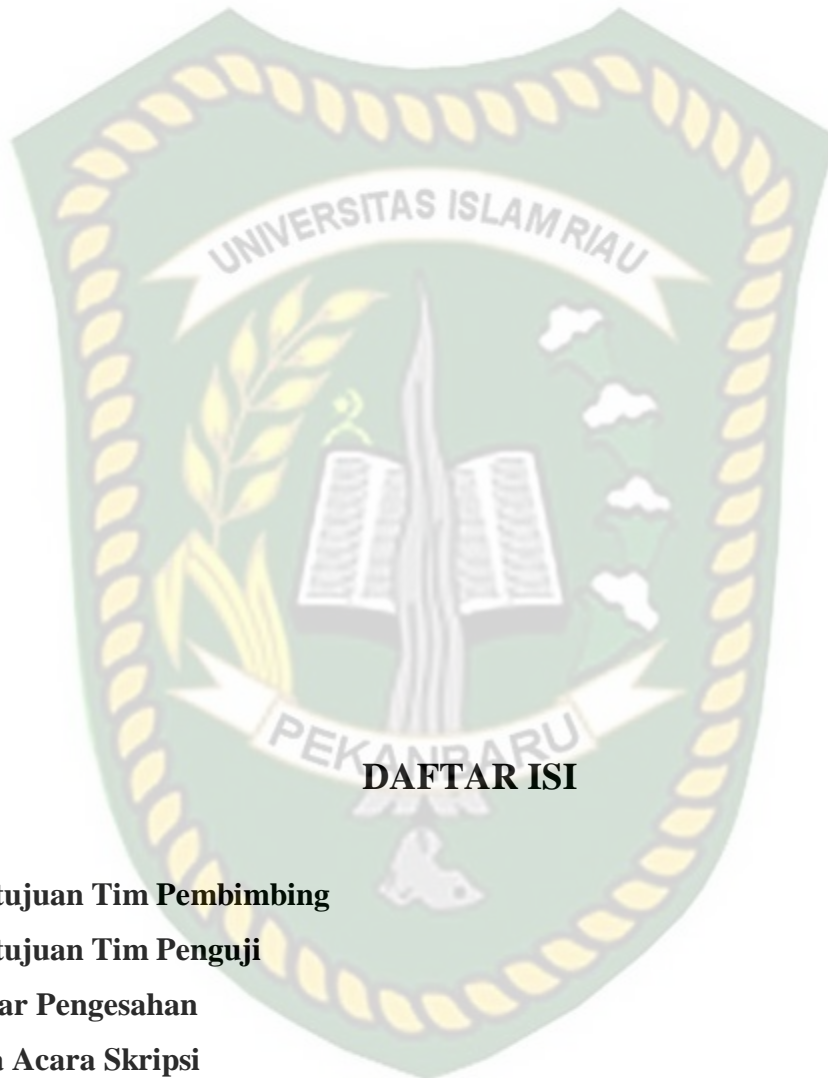 UNIVERSITAS ISLAM RIAU
PEKANBARU
DAFTAR ISI
tujuan Tim Pembimbing
tujuan Tim Penguji
ar Pengesahan
Acara Skripsi